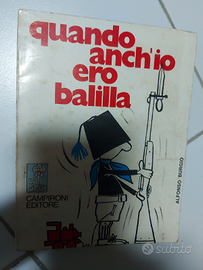 quando
anch'io
ero
balilla
CAMPIRONI
EDITORE
ALFONSO BURGIO
subito